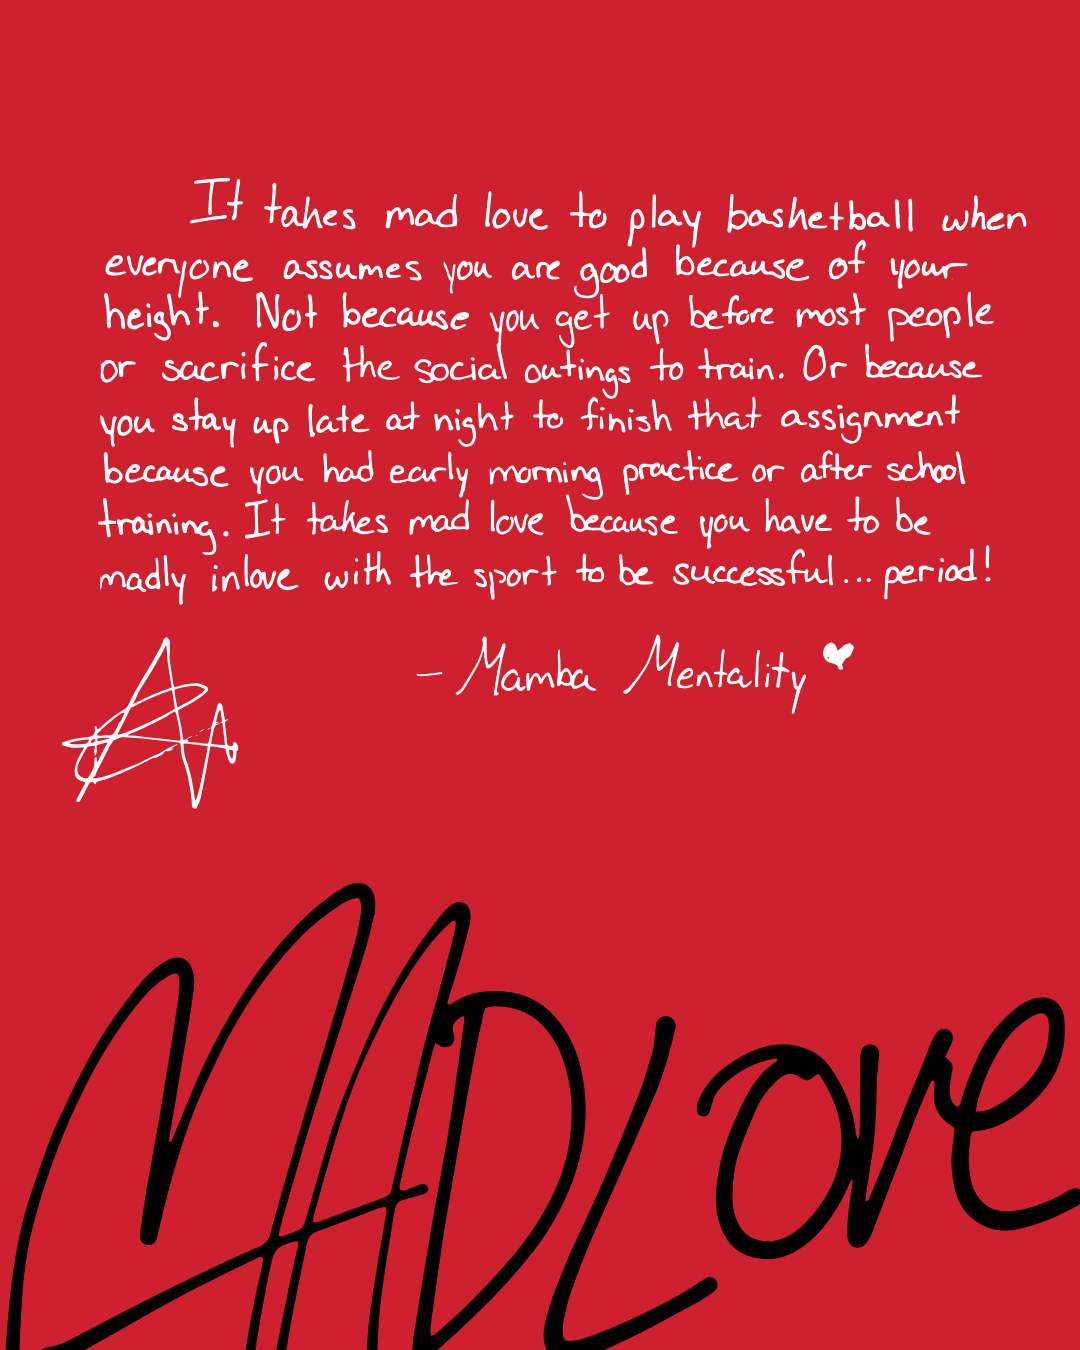 It takes mad love to play basketball when
everyone assumes you are good because of your
height. Not because you get up before most people
or sacrifice the social outings to train. Or because
you stay up late at night to finish that assignment
because you had early morning practice or after school
training. It takes mad love because you have to be
madly inlove with the sport to be successful... period!
- Mamba Mentality ♥
MAD Love